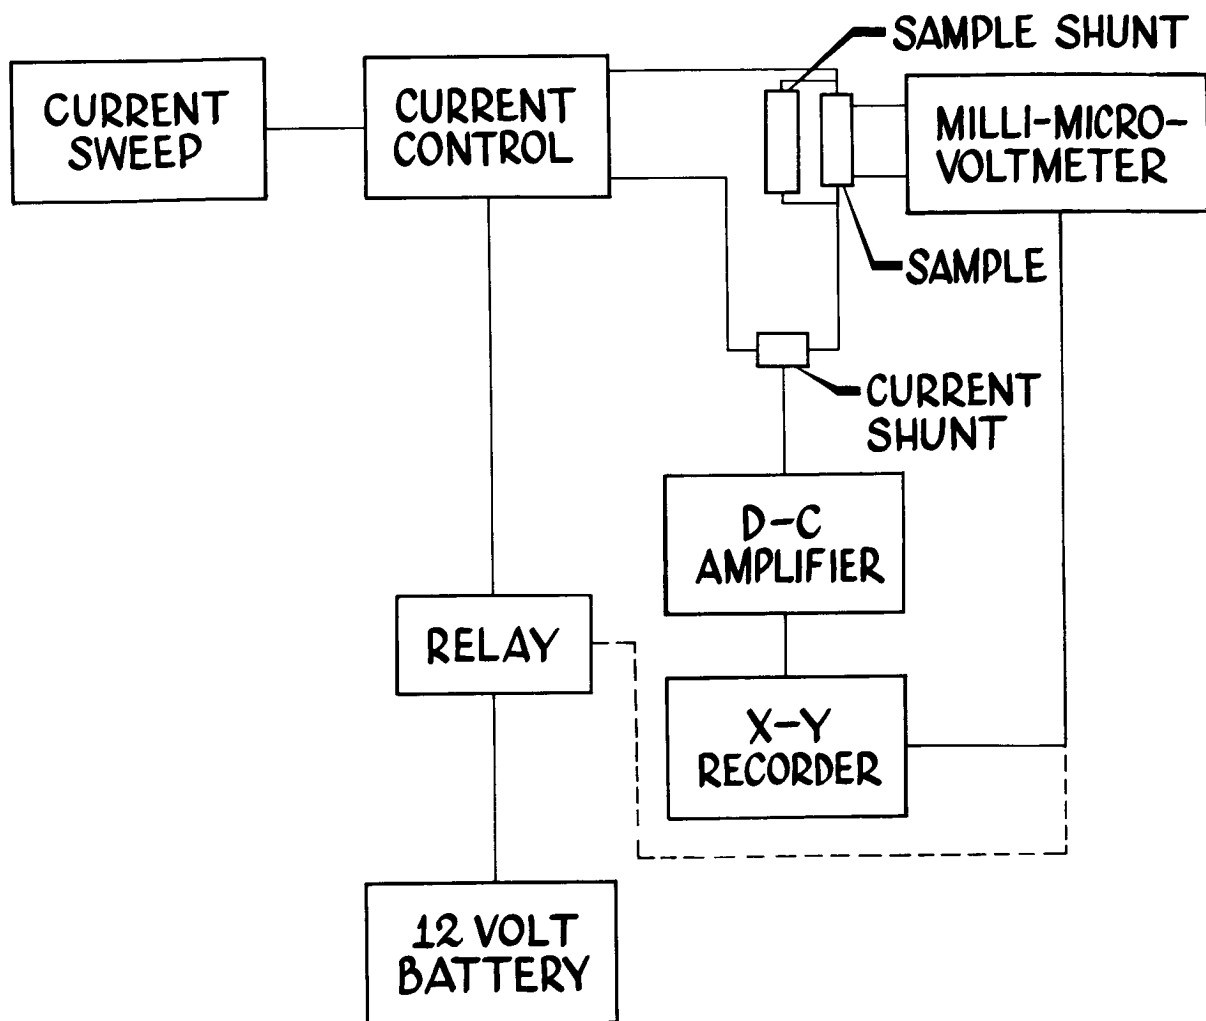 SAMPLE SHUNT
CURRENT
SWEEP
CURRENT
CONTROL
MILLI-MICRO-
VOLTMETER
SAMPLE
CURRENT
SHUNT
D-C
AMPLIFIER
RELAY
X-Y
RECORDER
12 VOLT
BATTERY